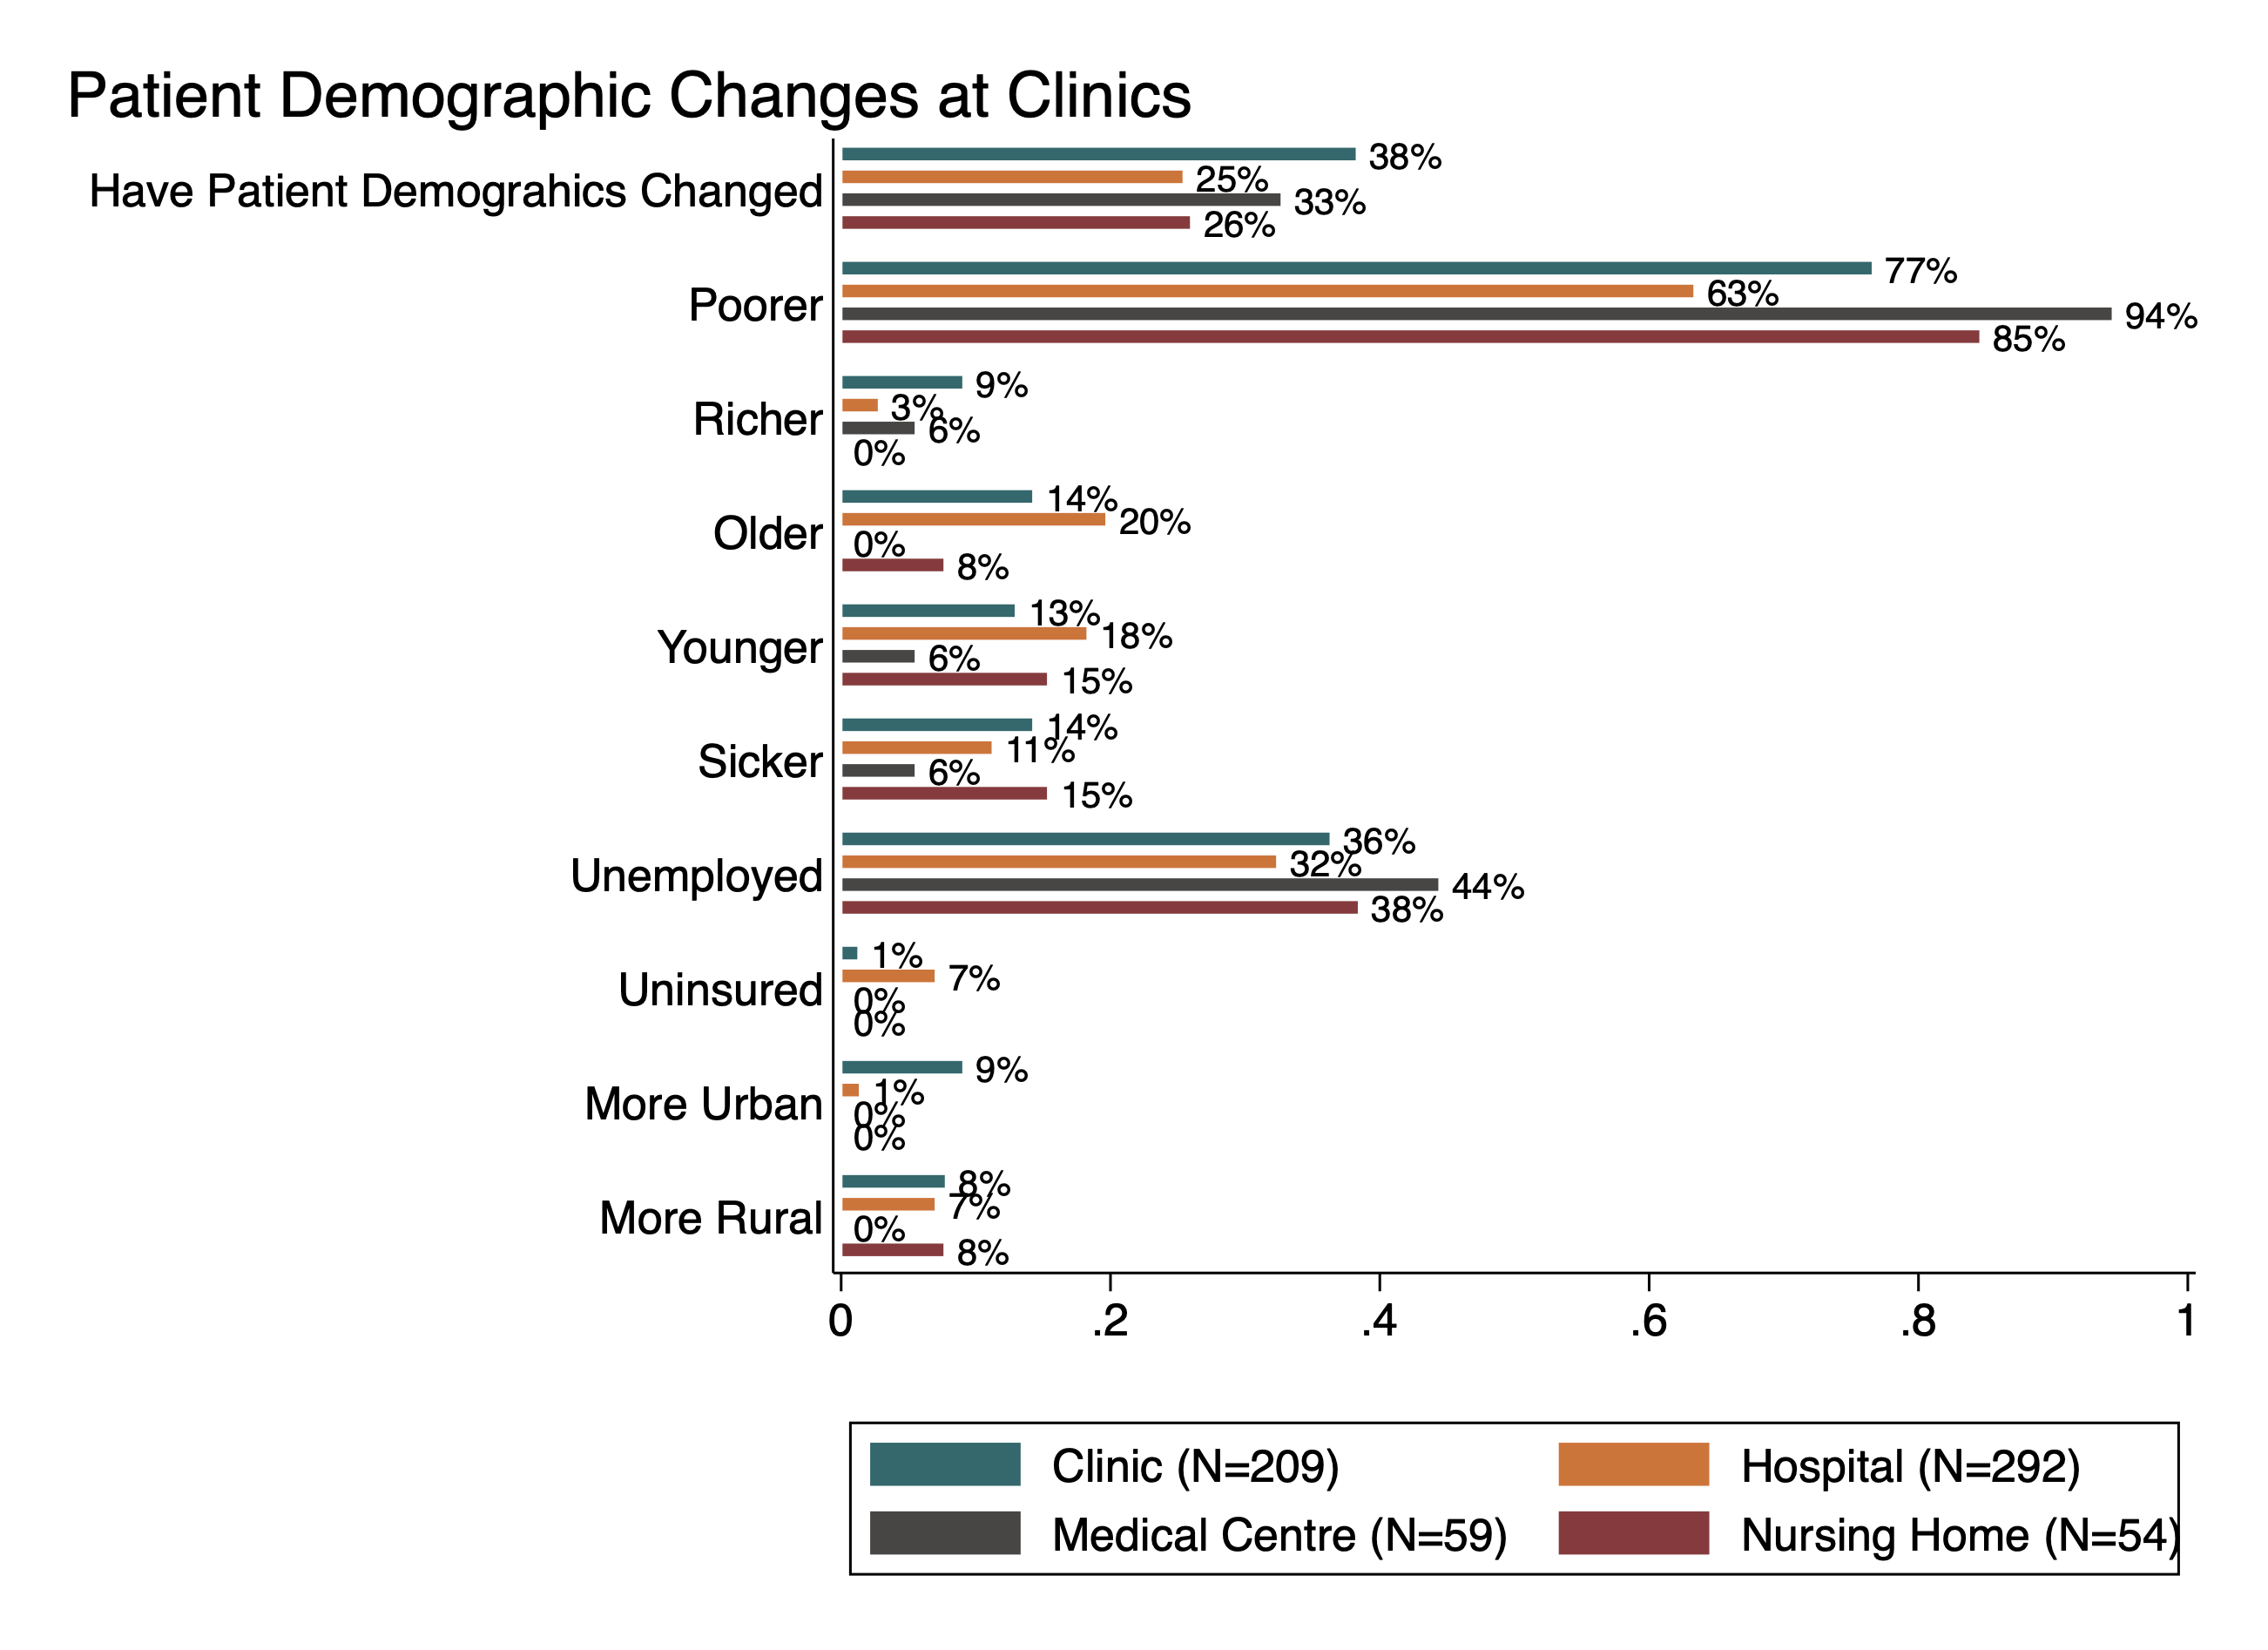 Patient Demographic Changes at Clinics
Have Patient Demograhics Changed
38%
25%
33%
26%
Poorer
77%
63%
94%
85%
Richer
9%
3%
6%
0%
Older
14%
20%
0%
8%
Younger
13%
18%
6%
15%
Sicker
14%
11%
6%
15%
Unemployed
36%
32%
44%
38%
Uninsured
1%
7%
0%
0%
More Urban
9%
1%
0%
0%
More Rural
8%
7%
0%
8%
0 .2 .4 .6 .8 1
Clinic (N=209) Hospital (N=292)
Medical Centre (N=59) Nursing Home (N=54)